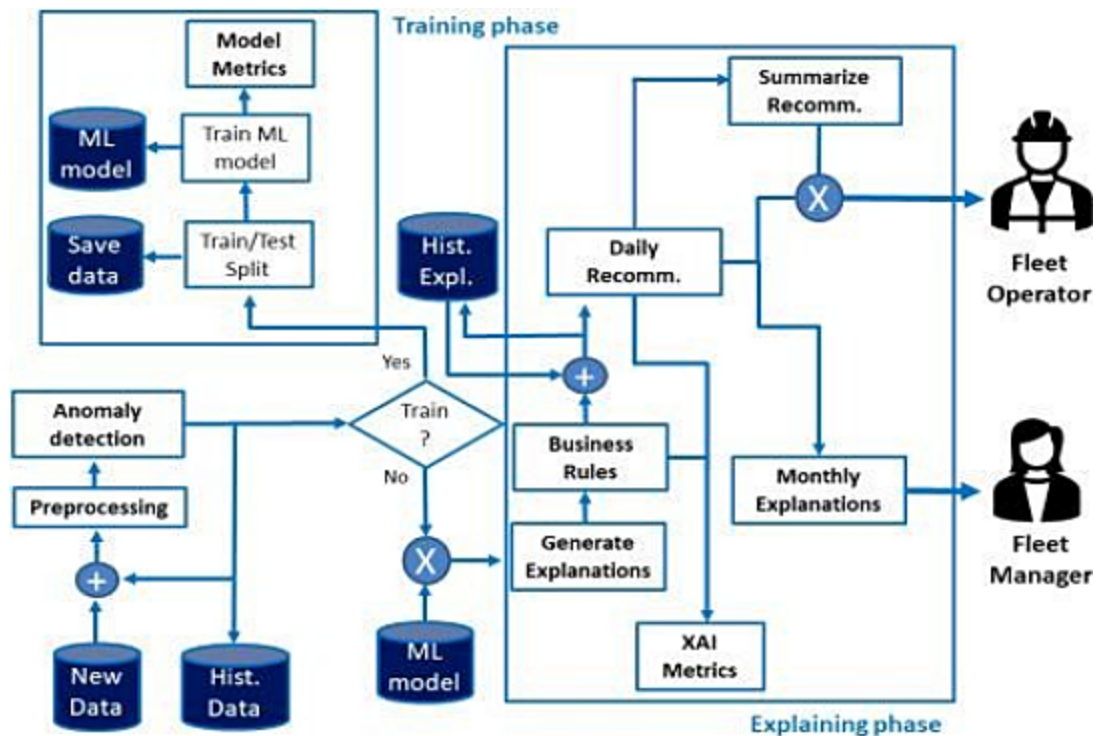 Training phase
Model
Metrics
ML
model
Train ML
model
Save
data
Train/Test
Split
Summarize
Recomm.
X
Fleet
Operator
Hist.
Expl.
Daily
Recomm.
+
Yes
Train
?
No
Anomaly
detection
Preprocessing
+
New
Data
Hist.
Data
X
ML
model
Business
Rules
Generate
Explanations
Monthly
Explanations
Fleet
Manager
XAI
Metrics
Explaining phase